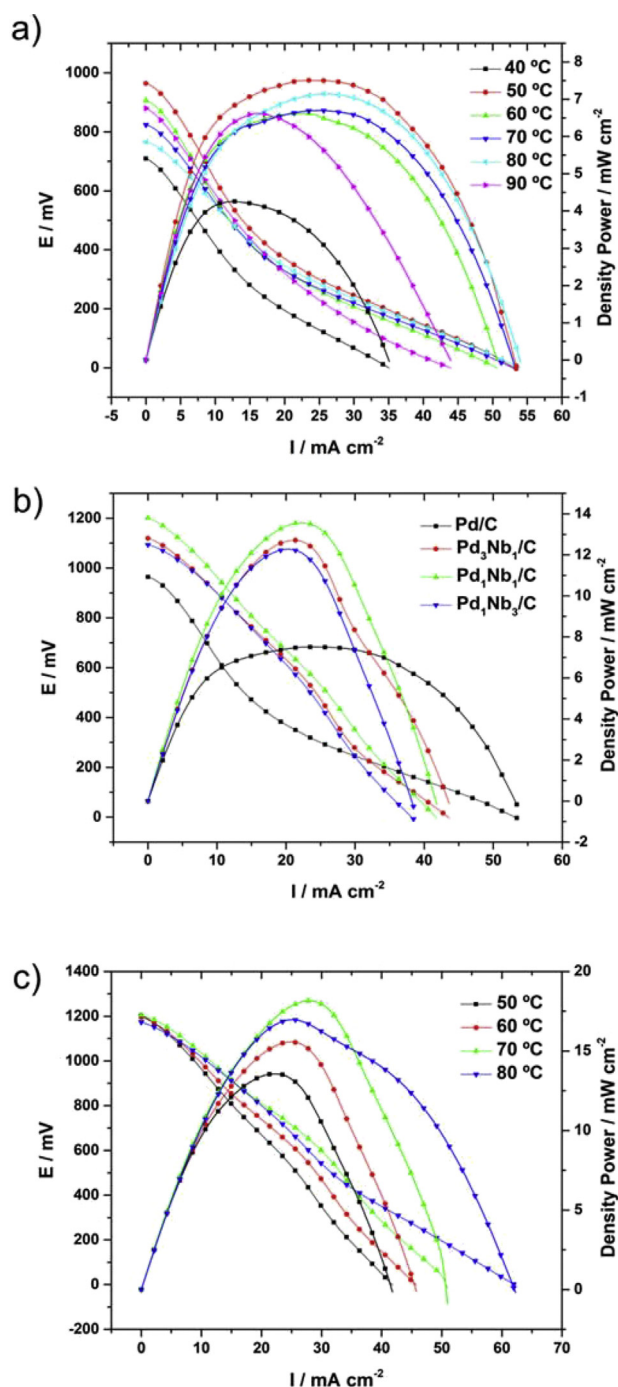 a)
1000
800
600
400
200
0
E / mV
8
7
6
5
4
3
2
1
0
-1
Density Power / mW cm⁻²
40 ºC
50 ºC
60 ºC
70 ºC
80 ºC
90 ºC
-5 0 5 10 15 20 25 30 35 40 45 50 55 60
I / mA cm⁻²
b)
1200
1000
800
600
400
200
0
E / mV
14
12
10
8
6
4
2
0
-2
Density Power / mW cm⁻²
Pd/C
Pd₃Nb₁/C
Pd₁Nb₁/C
Pd₁Nb₃/C
0 10 20 30 40 50 60
I / mA cm⁻²
c)
1400
1200
1000
800
600
400
200
0
-200
E / mV
20
15
10
5
0
Density Power / mW cm⁻²
50 ºC
60 ºC
70 ºC
80 ºC
0 10 20 30 40 50 60 70
I / mA cm⁻²